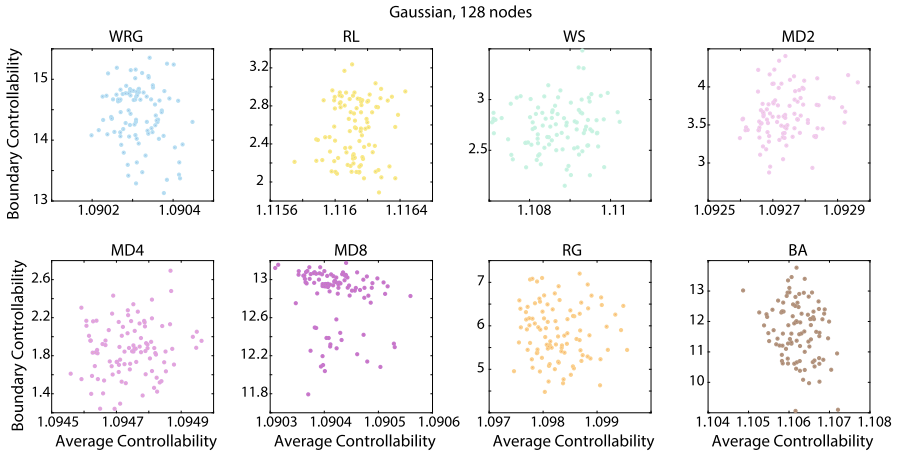 Gaussian, 128 nodes
WRG
RL
WS
MD2
Boundary Controllability
15
14
13
1.0902 1.0904
3.2
2.8
2.4
2
1.1156 1.116 1.1164
3
2.5
1.108 1.11
4
3.5
3
1.0925 1.0927 1.0929
MD4
MD8
RG
BA
Boundary Controllability
2.6
2.2
1.8
1.4
1.0945 1.0947 1.0949
Average Controllability
13
12.6
12.2
11.8
1.0903 1.0904 1.0905 1.0906
Average Controllability
7
6
5
1.097 1.098 1.099
Average Controllability
13
12
11
10
1.104 1.105 1.106 1.107 1.108
Average Controllability